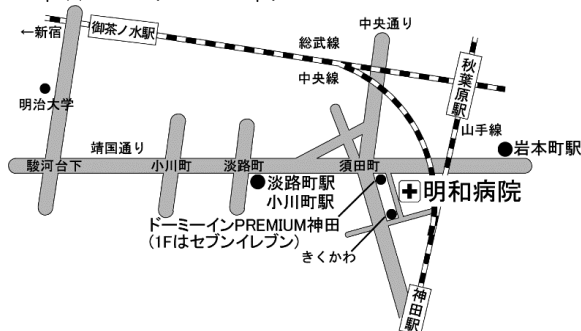 ←新宿
御茶ノ水駅
中央通り
総武線
中央線
秋葉原駅
明治大学
山手線
靖国通り
岩本町駅
駿河台下
小川町
淡路町
須田町
淡路町駅
小川町駅
明和病院
ドーミーインPREMIUM神田
(1Fはセブンイレブン)
きくかわ
神田駅